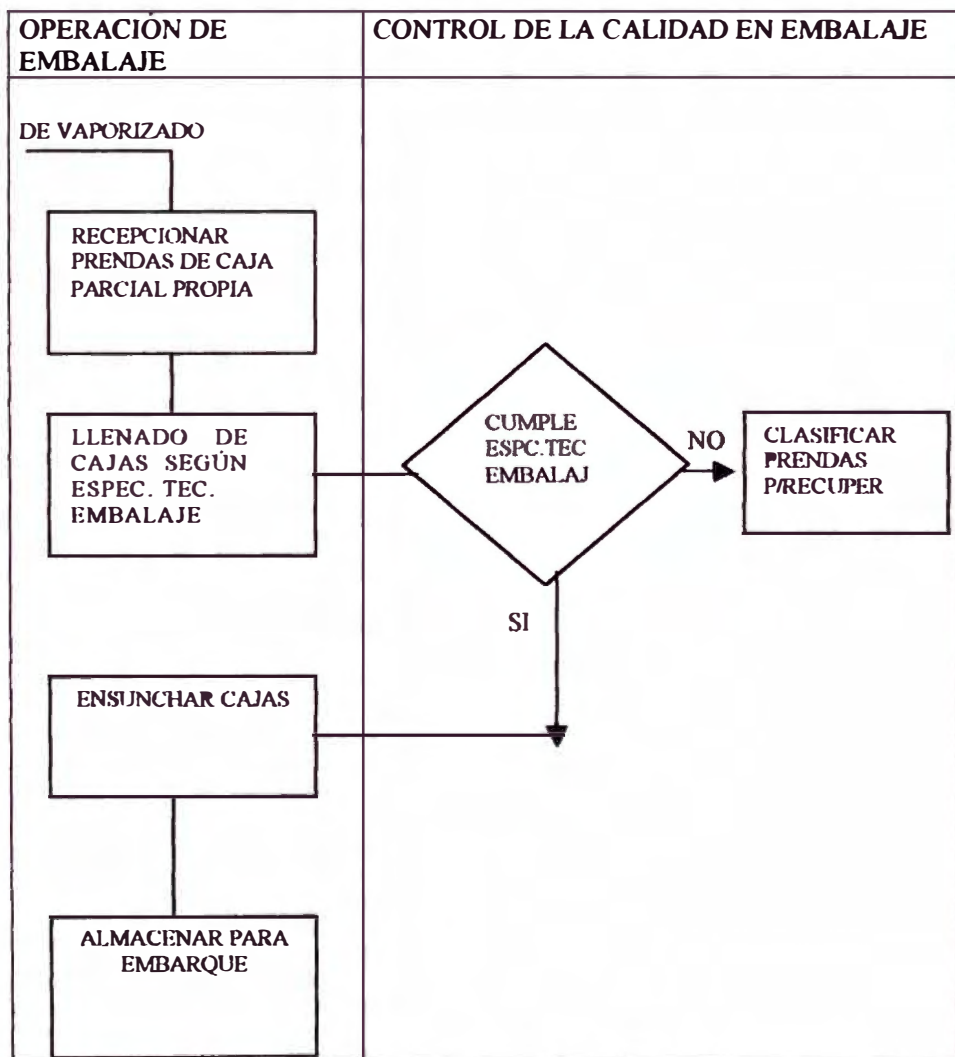 OPERACIÓN DE
EMBALAJE
CONTROL DE LA CALIDAD EN EMBALAJE
DE VAPORIZADO
RECEPCIONAR
PRENDAS DE CAJA
PARCIAL PROPIA
LLENADO DE
CAJAS SEGÚN
ESPEC. TEC.
EMBALAJE
CUMPLE
ESPC.TEC
EMBALAJ
NO
CLASIFICAR
PRENDAS
P/RECUPER
SI
ENSUNCHAR CAJAS
ALMACENAR PARA
EMBARQUE